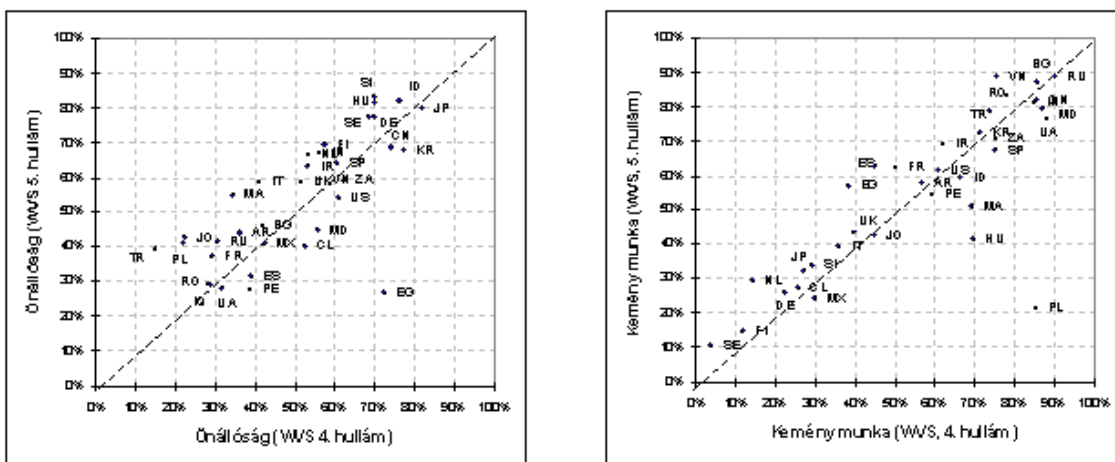 100%
90%
80%
70%
60%
50%
40%
30%
20%
10%
0%
0% 10% 20% 30% 40% 50% 60% 70% 80% 90% 100%
Önállóság (WVS 5. hullám)
Önállóság (WVS 4. hullám)
SI ID
HU JP
SE DE CN
KR
FI
IR SP
IT UK VN ZA
MA US
BG MD
JO RU AR MX CL
TR PL FR
RO ES
IQ UA PE EG
100%
90%
80%
70%
60%
50%
40%
30%
20%
10%
0%
0% 10% 20% 30% 40% 50% 60% 70% 80% 90% 100%
Kemény munka (WVS, 5. hullám)
Kemény munka (WVS, 4. hullám)
BG
VN RU
RO
TR MD
KR ZA UA
IR SP
ES FR US
EG AR ID
PE
MA
UK
IT JO HU
JP SI
NL CL
DE MX PL
FI
SE